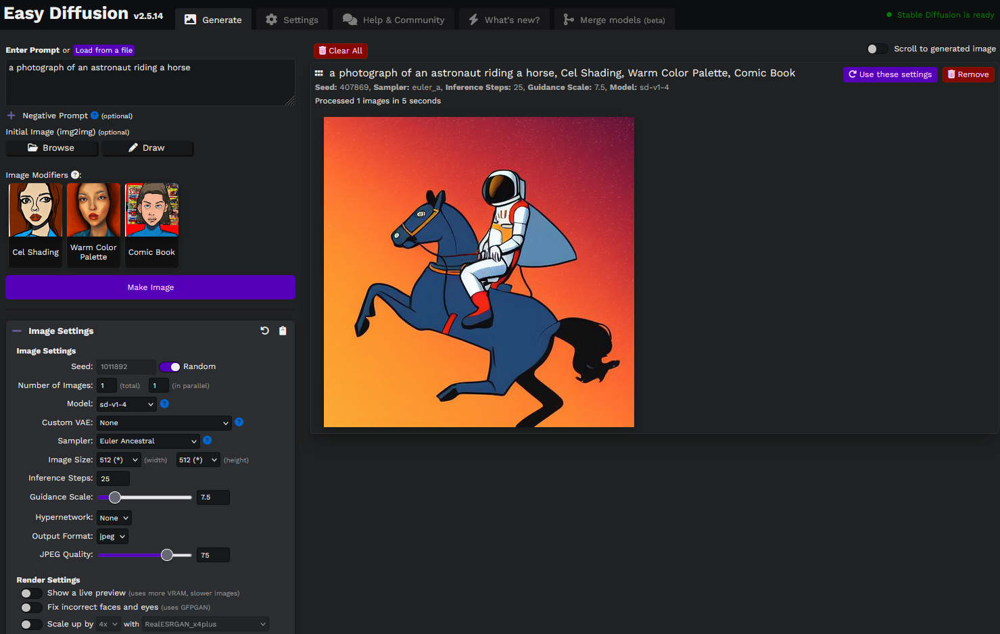 Easy Diffusion v2.5.14
Generate
Settings
Help & Community
What's new?
Merge models (beta)
Stable Diffusion is ready
Enter Prompt or Load from a file
a photograph of an astronaut riding a horse
Negative Prompt ? (optional)
Initial Image (img2img) (optional)
Browse
Draw
Image Modifiers ?:
Cel Shading
Warm Color
Palette
Comic Book
Make Image
Image Settings
Image Settings
Seed: 1011892 Random
Number of Images: 1 (total) 1 (in parallel)
Model: sd-v1-4 ?
Custom VAE: None ?
Sampler: Euler Ancestral ?
Image Size: 512 (*) (width) 512 (*) (height)
Inference Steps: 25
Guidance Scale: 7.5
Hypernetwork: None
Output Format: jpeg
JPEG Quality: 75
Render Settings
Show a live preview (uses more VRAM, slower images)
Fix incorrect faces and eyes (uses GFPGAN)
Scale up by 4x with RealESRGAN_x4plus
Clear All
Scroll to generated image
a photograph of an astronaut riding a horse, Cel Shading, Warm Color Palette, Comic Book
Use these settings
Remove
Seed: 407869, Sampler: euler_a, Inference Steps: 25, Guidance Scale: 7.5, Model: sd-v1-4
Processed 1 images in 5 seconds